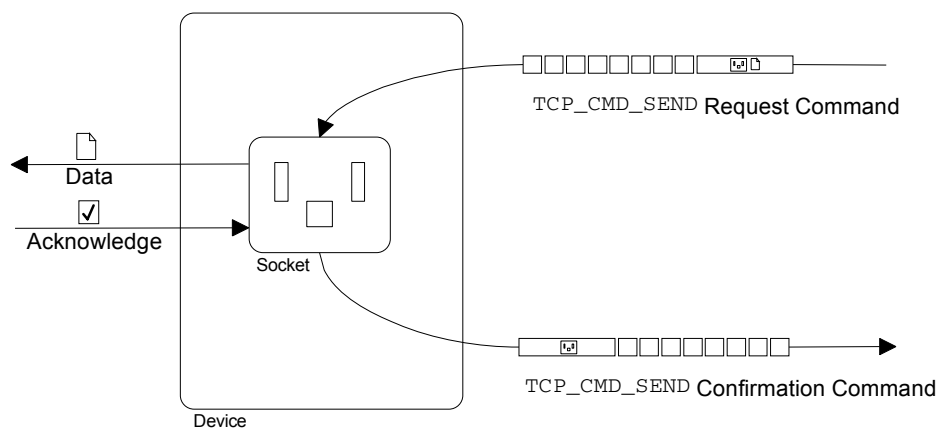 TCP_CMD_SEND Request Command
Data
Acknowledge
Socket
TCP_CMD_SEND Confirmation Command
Device